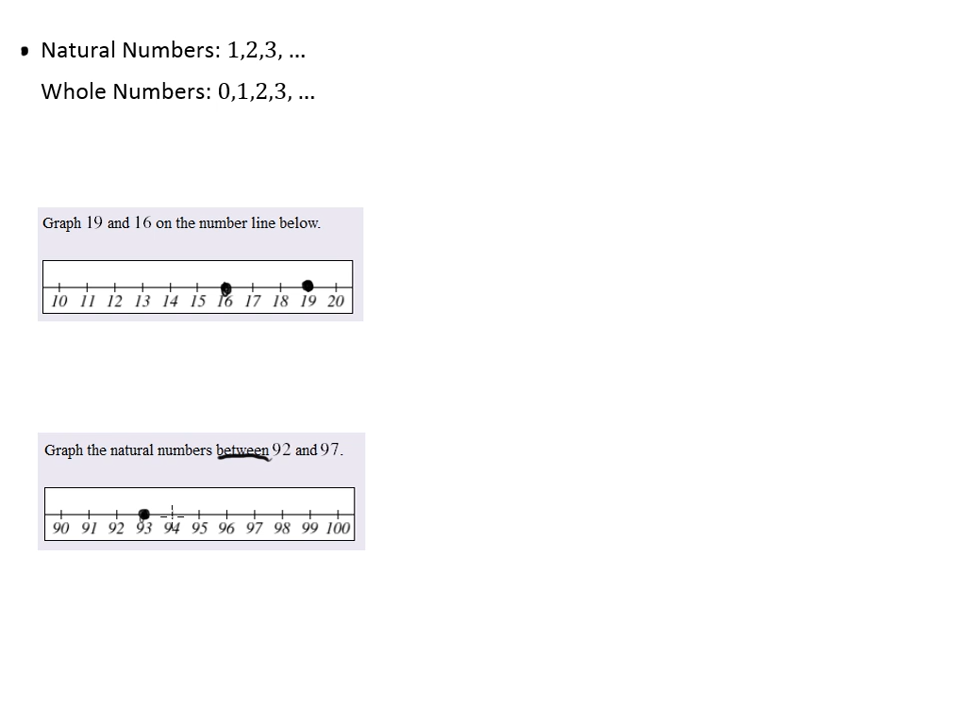 • Natural Numbers: 1,2,3, ...
Whole Numbers: 0,1,2,3, ...
Graph 19 and 16 on the number line below.
10 11 12 13 14 15 16 17 18 19 20
Graph the natural numbers between 92 and 97.
90 91 92 93 94 95 96 97 98 99 100